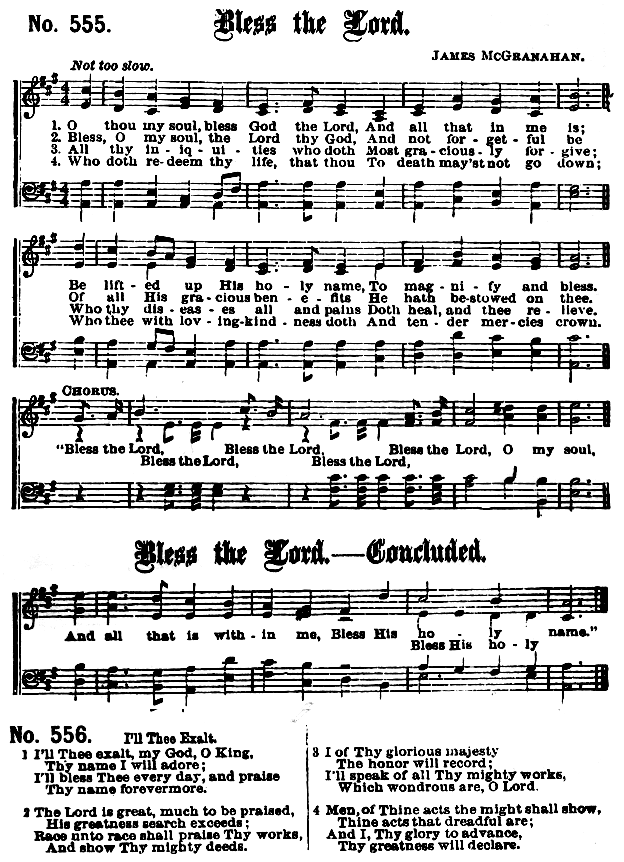 No. 555.
Bless the Lord.
JAMES MCGRANAHAN.
Not too slow.
1. O thou my soul, bless God the Lord, And all that in me is;
2. Bless, O my soul, the Lord thy God, And not for - get - ful be
3. All thy in - iq - ui - ties who doth Most gra - cious - ly for - give;
4. Who doth re - deem thy life, that thou To death may'st not go down;
Be lift - ed up His ho - ly name, To mag - ni - fy and bless.
Of all His gra - cious ben - e - fits He hath be - stowed on thee.
Who thy dis - eas - es all and pains Doth heal, and thee re - lieve.
Who thee with lov - ing - kind - ness doth And ten - der mer - cies crown.
CHORUS.
"Bless the Lord, Bless the Lord, Bless the Lord, O my soul,
Bless the Lord, Bless the Lord,
Bless the Lord.—Concluded.
And all that is with - in me, Bless His ho - ly name."
Bless His ho - ly
No. 556.
I'll Thee Exalt.
1 I'll Thee exalt, my God, O King,
Thy name I will adore;
I'll bless Thee every day, and praise
Thy name forevermore.
2 The Lord is great, much to be praised,
His greatness search exceeds;
Race unto race shall praise Thy works,
And show Thy mighty deeds.
3 I of Thy glorious majesty
The honor will record;
I'll speak of all Thy mighty works,
Which wondrous are, O Lord.
4 Men, of Thine acts the might shall show,
Thine acts that dreadful are;
And I, Thy glory to advance,
Thy greatness will declare.